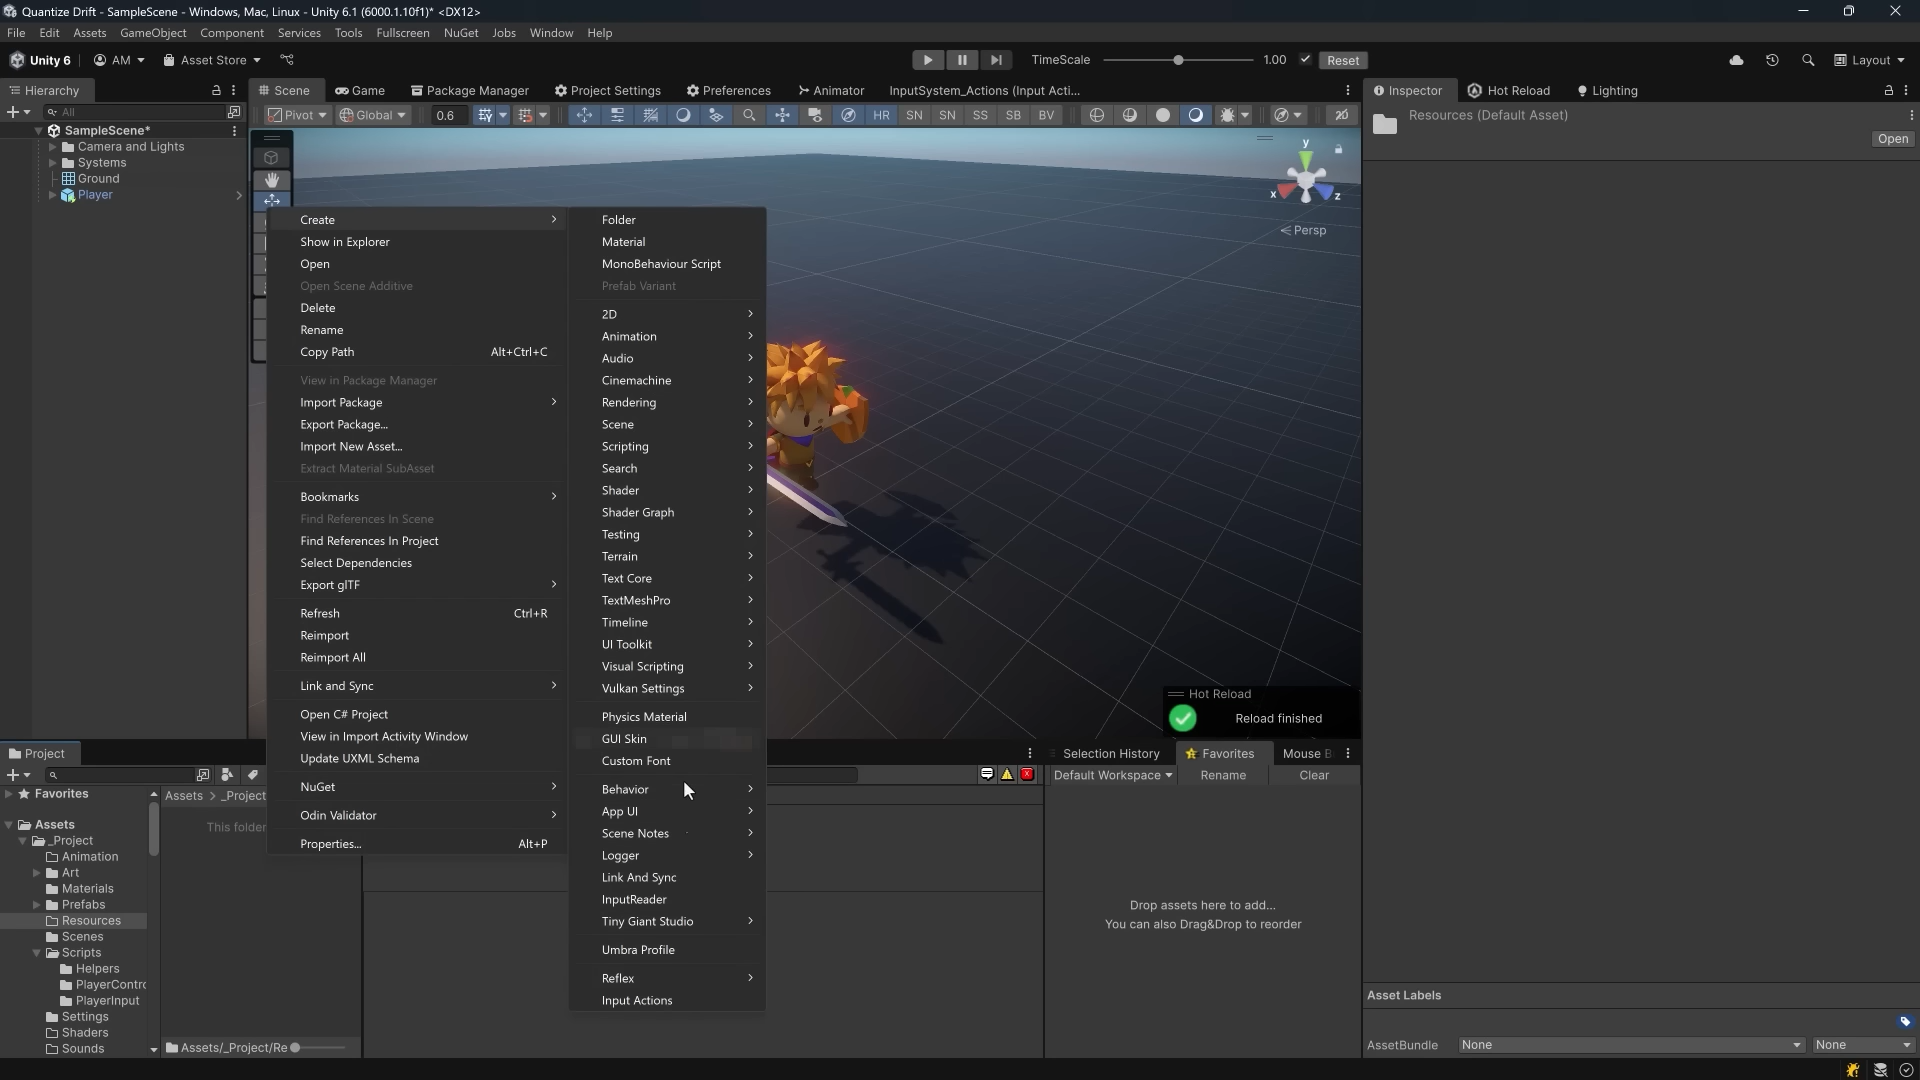 Quantize Drift - SampleScene - Windows, Mac, Linux - Unity 6.1 (6000.1.10f1)* <DX12>
File Edit Assets GameObject Component Services Tools Fullscreen NuGet Jobs Window Help
Unity 6 AM Asset Store TimeScale 1.00 Reset Layout
Hierarchy Scene Game Package Manager Project Settings Preferences Animator InputSystem_Actions (Input Acti... Inspector Hot Reload Lighting
All Pivot Global 0.6 HR SN SN SS SB BV 2D
Resources (Default Asset)
Open
SampleScene*
Camera and Lights
Systems
Ground
Player
y
x z
Persp
Create
Show in Explorer
Open
Open Scene Additive
Delete
Rename
Copy Path Alt+Ctrl+C
View in Package Manager
Import Package
Export Package...
Import New Asset...
Extract Material SubAsset
Bookmarks
Find References In Scene
Find References In Project
Select Dependencies
Export glTF
Refresh Ctrl+R
Reimport
Reimport All
Link and Sync
Open C# Project
View in Import Activity Window
Update UXML Schema
NuGet
Odin Validator
Properties... Alt+P
Folder
Material
MonoBehaviour Script
Prefab Variant
2D
Animation
Audio
Cinemachine
Rendering
Scene
Scripting
Search
Shader
Shader Graph
Testing
Terrain
Text Core
TextMeshPro
Timeline
UI Toolkit
Visual Scripting
Vulkan Settings
Physics Material
GUI Skin
Custom Font
Behavior
App UI
Scene Notes
Logger
Link And Sync
InputReader
Tiny Giant Studio
Umbra Profile
Reflex
Input Actions
Hot Reload
Reload finished
Project
Favorites
Assets
_Project
Animation
Art
Materials
Prefabs
Resources
Scenes
Scripts
Helpers
PlayerContro
PlayerInput
Settings
Shaders
Sounds
Assets > _Project
This folder
Assets/_Project/Re
Selection History Favorites Mouse B
Default Workspace Rename Clear
Drop assets here to add...
You can also Drag&Drop to reorder
Asset Labels
AssetBundle None None